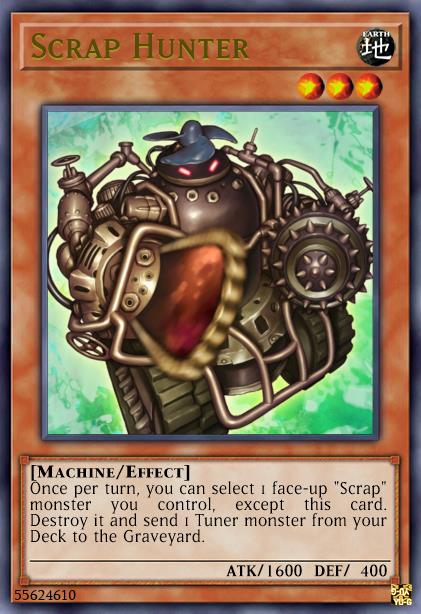 SCRAP HUNTER
EARTH
地
[MACHINE/EFFECT]
Once per turn, you can select 1 face-up "Scrap"
monster you control, except this card.
Destroy it and send 1 Tuner monster from your
Deck to the Graveyard.
ATK/1600 DEF/ 400
55624610